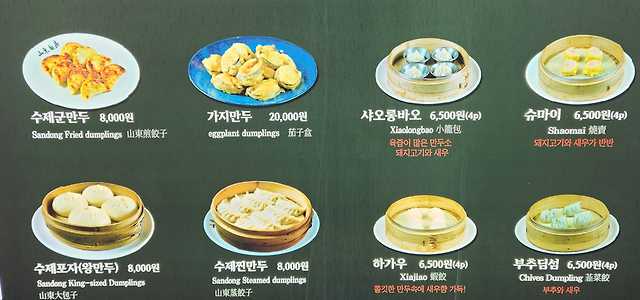 수제군만두 8,000원
Sandong Fried dumplings 山東煎餃子
가지만두 20,000원
eggplant dumplings 茄子盒
샤오롱바오 6,500원(4p)
Xiaolongbao 小籠包
육즙이 많은 만두소
돼지고기와 새우
슈마이 6,500원(4p)
Shaomai 燒賣
돼지고기와 새우가 반반
수제포자(왕만두) 8,000원
Sandong King-sized Dumplings
山東大包子
수제찐만두 8,000원
Sandong Steamed dumplings
山東蒸餃子
하가우 6,500원(4p)
Xiajiao 蝦餃
쫄깃한 만두속에 새우향 가득!
부추딤섬 6,500원(4p)
Chives Dumpling 韮菜餃
부추와 새우